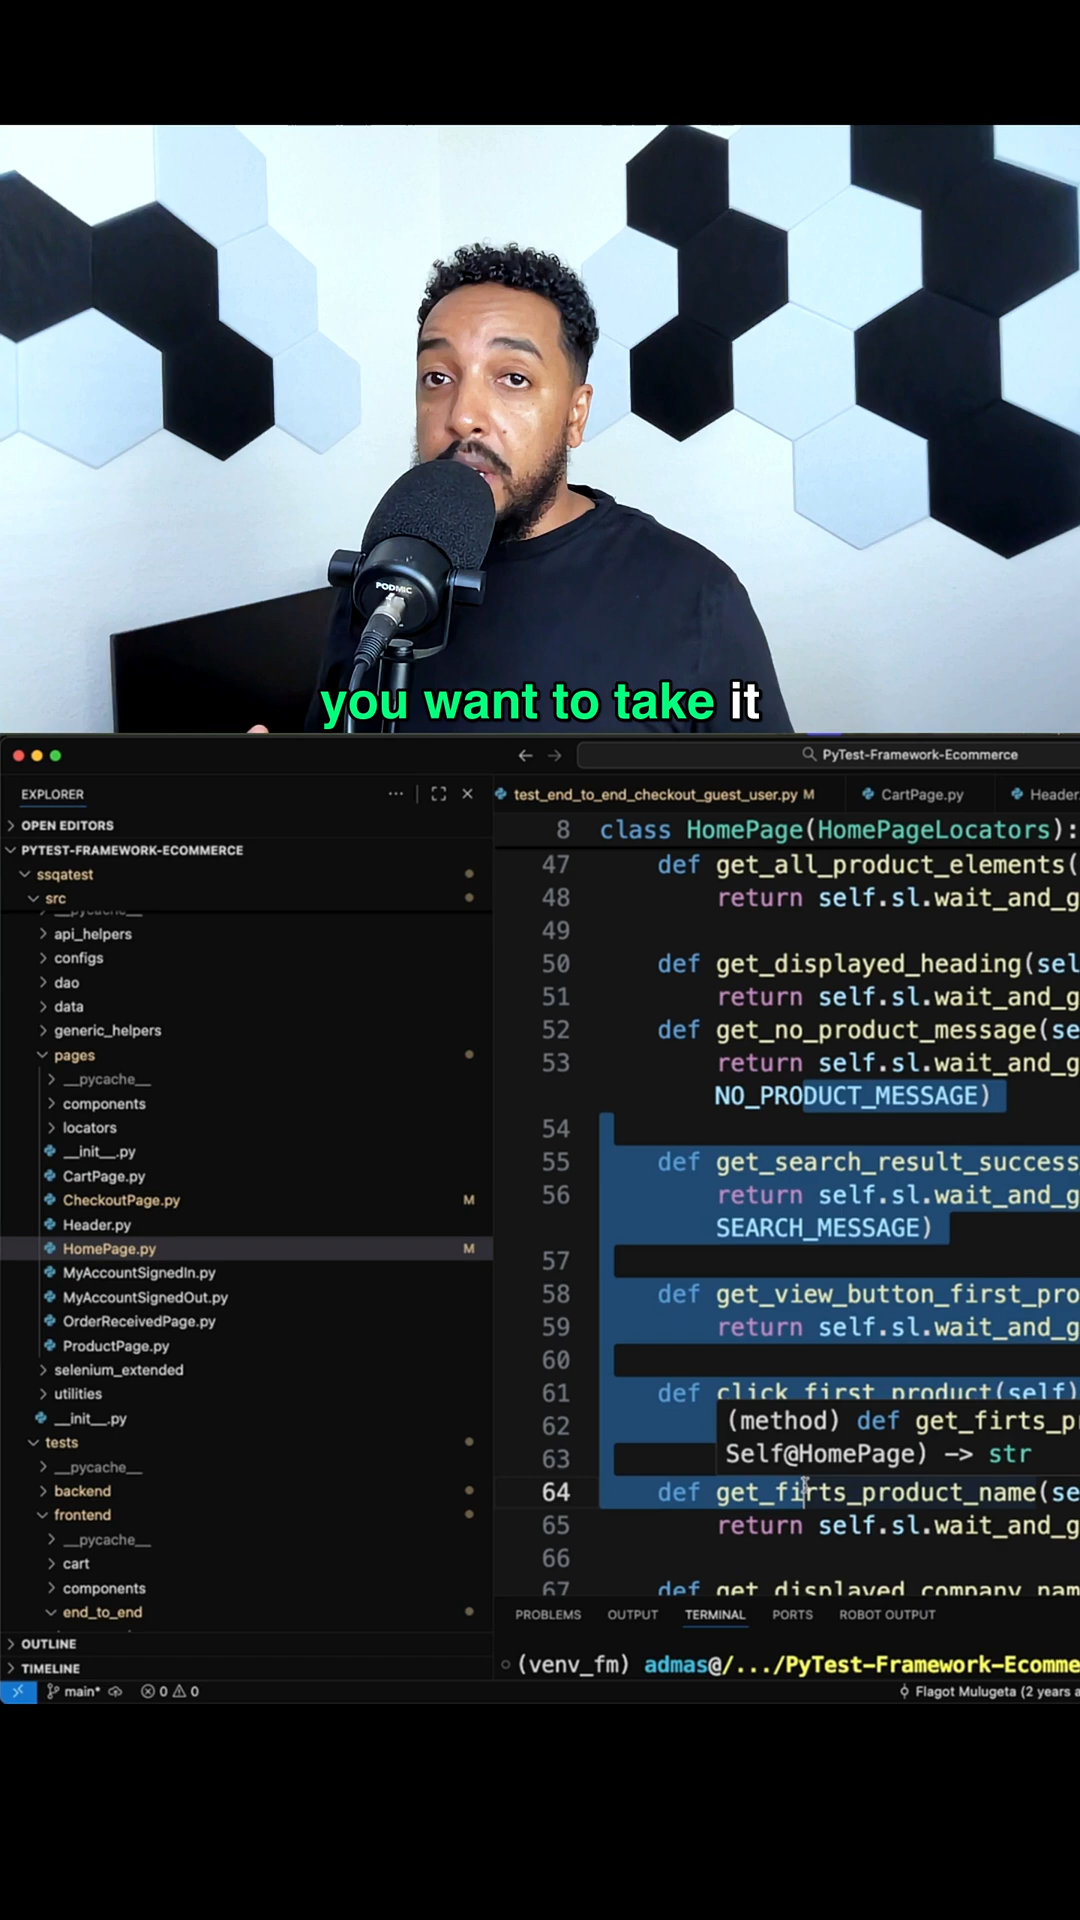 PODMIC
you want to take it
PyTest-Framework-Ecommerce
EXPLORER
OPEN EDITORS
PYTEST-FRAMEWORK-ECOMMERCE
ssqatest
src
__pycache__
api_helpers
configs
dao
data
generic_helpers
pages
__pycache__
components
locators
__init__.py
CartPage.py
CheckoutPage.py M
Header.py
HomePage.py M
MyAccountSignedIn.py
MyAccountSignedOut.py
OrderReceivedPage.py
ProductPage.py
selenium_extended
utilities
__init__.py
tests
__pycache__
backend
frontend
__pycache__
cart
components
end_to_end
OUTLINE
TIMELINE
test_end_to_end_checkout_guest_user.py M CartPage.py Header.
8 class HomePage(HomePageLocators):
47 def get_all_product_elements(
48 return self.sl.wait_and_g
49
50 def get_displayed_heading(sel
51 return self.sl.wait_and_g
52 def get_no_product_message(se
53 return self.sl.wait_and_g
NO_PRODUCT_MESSAGE)
54
55 def get_search_result_success
56 return self.sl.wait_and_g
SEARCH_MESSAGE)
57
58 def get_view_button_first_pro
59 return self.sl.wait_and_g
60
61 def click_first_product(self)
62 (method) def get_firts_p
63 Self@HomePage) -> str
64 def get_firts_product_name(se
65 return self.sl.wait_and_g
66
67 def get_displayed_company_nam
PROBLEMS OUTPUT TERMINAL PORTS ROBOT OUTPUT
(venv_fm) admas@/.../PyTest-Framework-Ecomme
main* 0 0
Flagot Mulugeta (2 years a